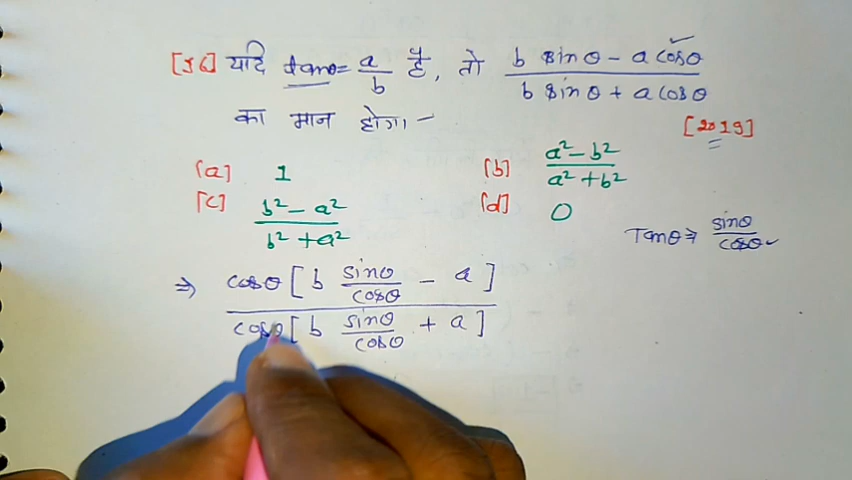 [36] यदि tanθ = a/b है, तो (b sinθ - a cosθ)/(b sinθ + a cosθ)
का मान होगा। -
[2019]
[a] 1 [b] (a² - b²)/(a² + b²)
[c] (b² - a²)/(b² + a²) [d] 0
Tanθ ⇒ sinθ/cosθ
⇒ cosθ [ b sinθ/cosθ - a ]
cosθ [ b sinθ/cosθ + a ]